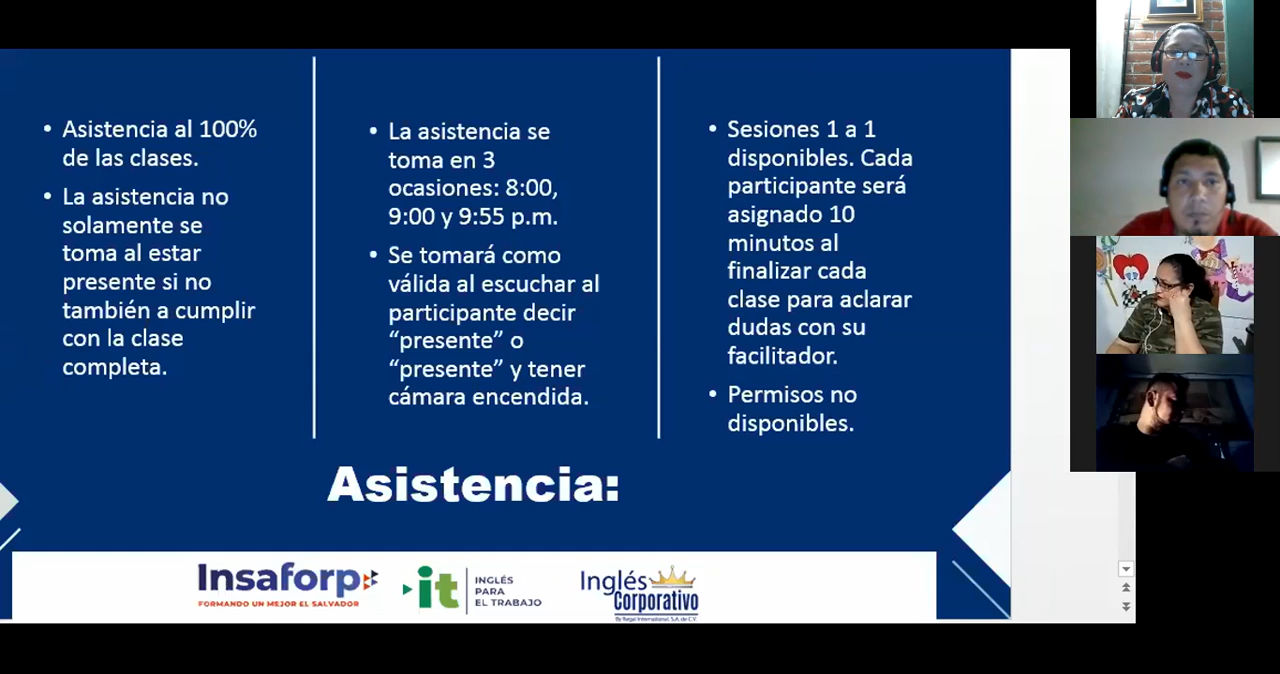 • Asistencia al 100%
de las clases.
• La asistencia no
solamente se
toma al estar
presente si no
también a cumplir
con la clase
completa.
• La asistencia se
toma en 3
ocasiones: 8:00,
9:00 y 9:55 p.m.
• Se tomará como
válida al escuchar al
participante decir
“presente” o
“presente” y tener
cámara encendida.
• Sesiones 1 a 1
disponibles. Cada
participante será
asignado 10
minutos al
finalizar cada
clase para aclarar
dudas con su
facilitador.
• Permisos no
disponibles.
Asistencia:
Insaforp
FORMANDO UN MEJOR EL SALVADOR
it
INGLÉS
PARA
EL TRABAJO
Inglés
Corporativo
By Regal International, S.A. de C.V.